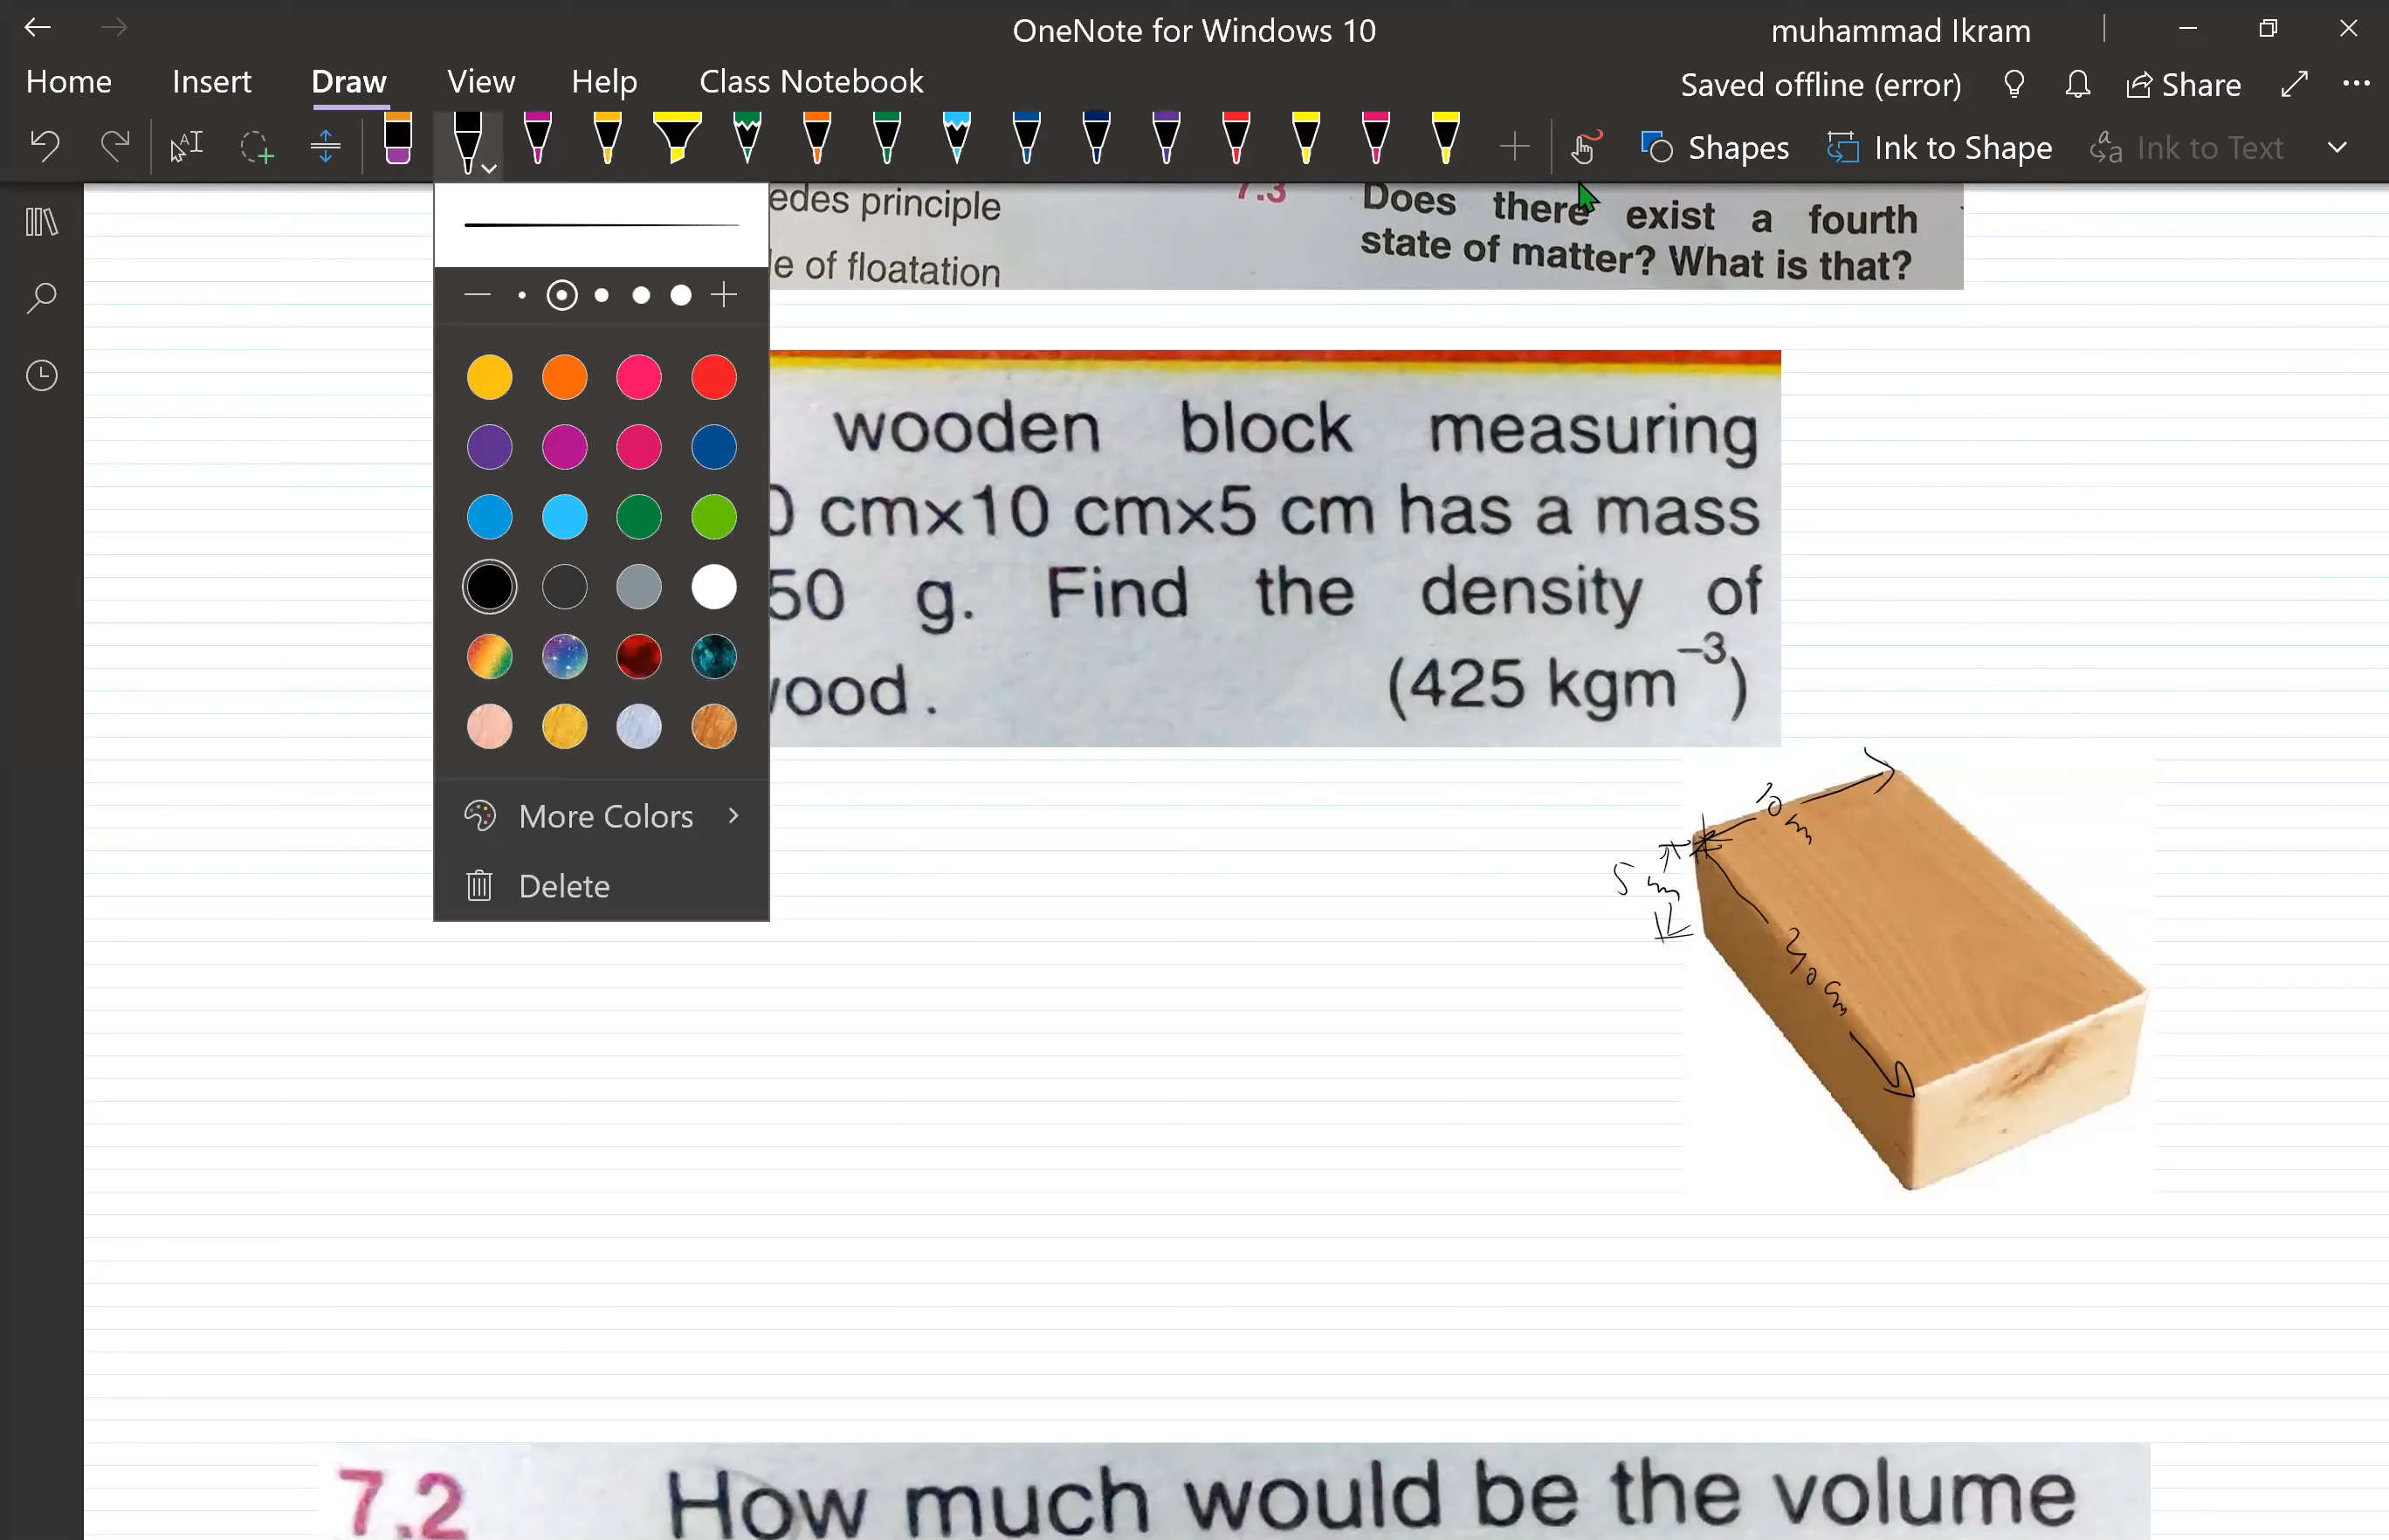 OneNote for Windows 10
muhammad Ikram
Home Insert Draw View Help Class Notebook
Saved offline (error) Share
Shapes Ink to Shape Ink to Text
edes principle
le of floatation
7.3 Does there exist a fourth
state of matter? What is that?
wooden block measuring
0 cm×10 cm×5 cm has a mass
50 g. Find the density of
wood. (425 kgm⁻³)
More Colors
Delete
10 cm
5 cm
20 cm
7.2 How much would be the volume